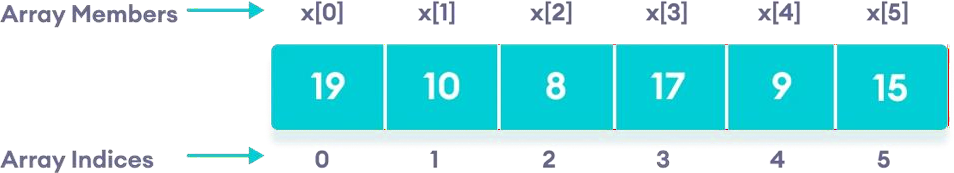 Array Members x[0] x[1] x[2] x[3] x[4] x[5]
19 10 8 17 9 15
Array Indices 0 1 2 3 4 5